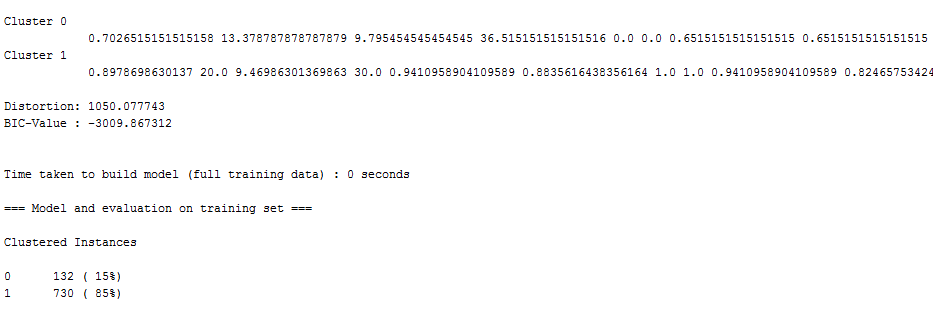 Cluster 0
0.7026515151515158 13.378787878787879 9.795454545454545 36.515151515151516 0.0 0.0 0.6515151515151515 0.6515151515151515
Cluster 1
0.8978698630137 20.0 9.46986301369863 30.0 0.9410958904109589 0.8835616438356164 1.0 1.0 0.9410958904109589 0.82465753424
Distortion: 1050.077743
BIC-Value : -3009.867312
Time taken to build model (full training data) : 0 seconds
=== Model and evaluation on training set ===
Clustered Instances
0 132 ( 15%)
1 730 ( 85%)